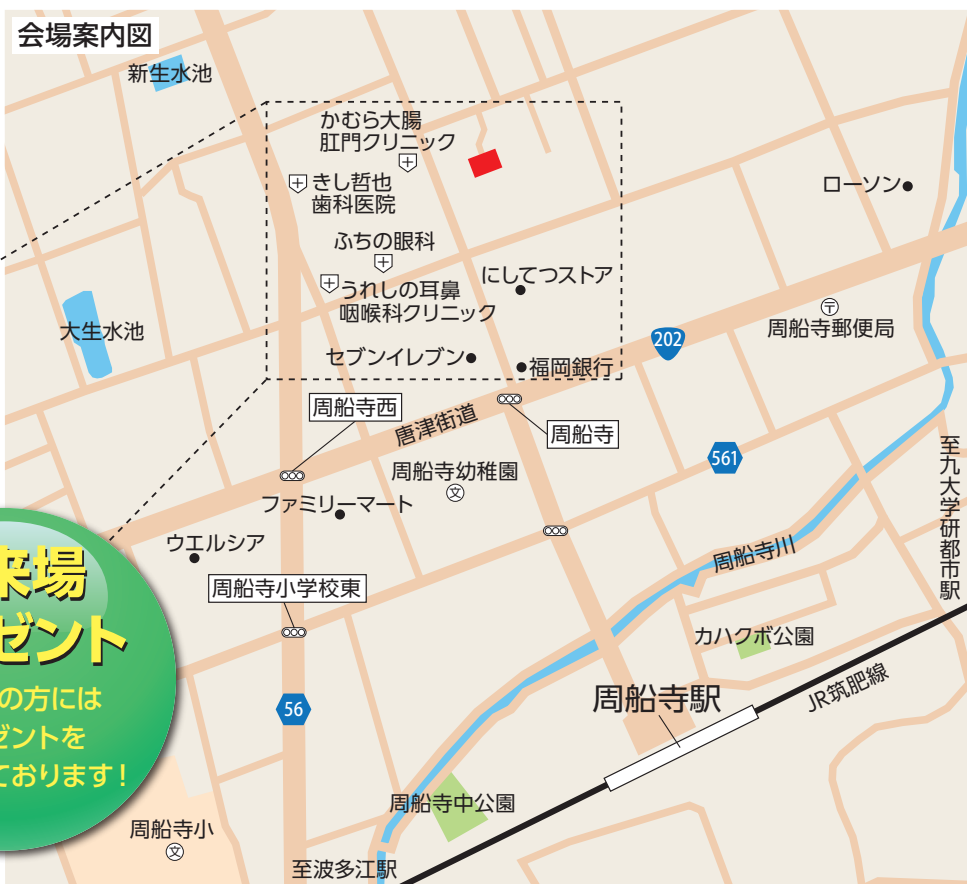 会場案内図
新生水池
かむら大腸
肛門クリニック
きし哲也
歯科医院
ローソン
ふちの眼科
にしてつストア
うれしの耳鼻
咽喉科クリニック
大生水池
〒
周船寺郵便局
202
セブンイレブン
福岡銀行
周船寺西
唐津街道
周船寺
561
周船寺幼稚園
文
至九大学研都市駅
ファミリーマート
ウエルシア
周船寺川
周船寺小学校東
来場
ゼント
の方には
ゼントを
ております!
カハクボ公園
周船寺駅
JR筑肥線
56
周船寺中公園
周船寺小
文
至波多江駅